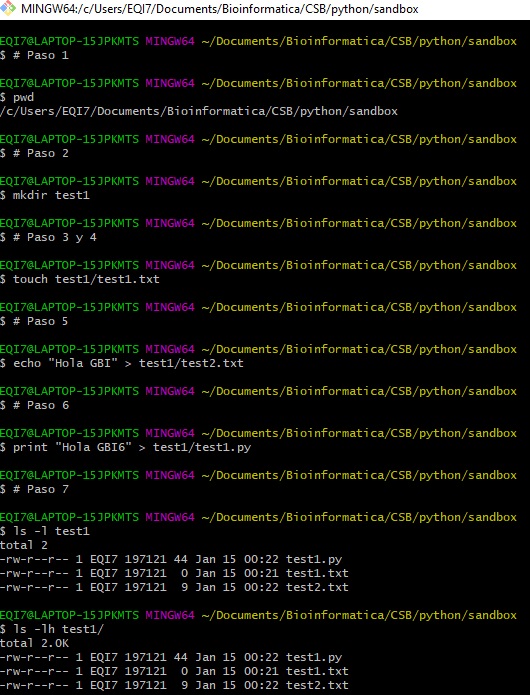 MINGW64:/c/Users/EQI7/Documents/Bioinformatica/CSB/python/sandbox
EQI7@LAPTOP-15JPKMTS MINGW64 ~/Documents/Bioinformatica/CSB/python/sandbox
$ # Paso 1
EQI7@LAPTOP-15JPKMTS MINGW64 ~/Documents/Bioinformatica/CSB/python/sandbox
$ pwd
/c/Users/EQI7/Documents/Bioinformatica/CSB/python/sandbox
EQI7@LAPTOP-15JPKMTS MINGW64 ~/Documents/Bioinformatica/CSB/python/sandbox
$ # Paso 2
EQI7@LAPTOP-15JPKMTS MINGW64 ~/Documents/Bioinformatica/CSB/python/sandbox
$ mkdir test1
EQI7@LAPTOP-15JPKMTS MINGW64 ~/Documents/Bioinformatica/CSB/python/sandbox
$ # Paso 3 y 4
EQI7@LAPTOP-15JPKMTS MINGW64 ~/Documents/Bioinformatica/CSB/python/sandbox
$ touch test1/test1.txt
EQI7@LAPTOP-15JPKMTS MINGW64 ~/Documents/Bioinformatica/CSB/python/sandbox
$ # Paso 5
EQI7@LAPTOP-15JPKMTS MINGW64 ~/Documents/Bioinformatica/CSB/python/sandbox
$ echo "Hola GBI" > test1/test2.txt
EQI7@LAPTOP-15JPKMTS MINGW64 ~/Documents/Bioinformatica/CSB/python/sandbox
$ # Paso 6
EQI7@LAPTOP-15JPKMTS MINGW64 ~/Documents/Bioinformatica/CSB/python/sandbox
$ print "Hola GBI6" > test1/test1.py
EQI7@LAPTOP-15JPKMTS MINGW64 ~/Documents/Bioinformatica/CSB/python/sandbox
$ # Paso 7
EQI7@LAPTOP-15JPKMTS MINGW64 ~/Documents/Bioinformatica/CSB/python/sandbox
$ ls -l test1
total 2
-rw-r--r-- 1 EQI7 197121 44 Jan 15 00:22 test1.py
-rw-r--r-- 1 EQI7 197121  0 Jan 15 00:21 test1.txt
-rw-r--r-- 1 EQI7 197121  9 Jan 15 00:22 test2.txt
EQI7@LAPTOP-15JPKMTS MINGW64 ~/Documents/Bioinformatica/CSB/python/sandbox
$ ls -lh test1/
total 2.0K
-rw-r--r-- 1 EQI7 197121 44 Jan 15 00:22 test1.py
-rw-r--r-- 1 EQI7 197121  0 Jan 15 00:21 test1.txt
-rw-r--r-- 1 EQI7 197121  9 Jan 15 00:22 test2.txt